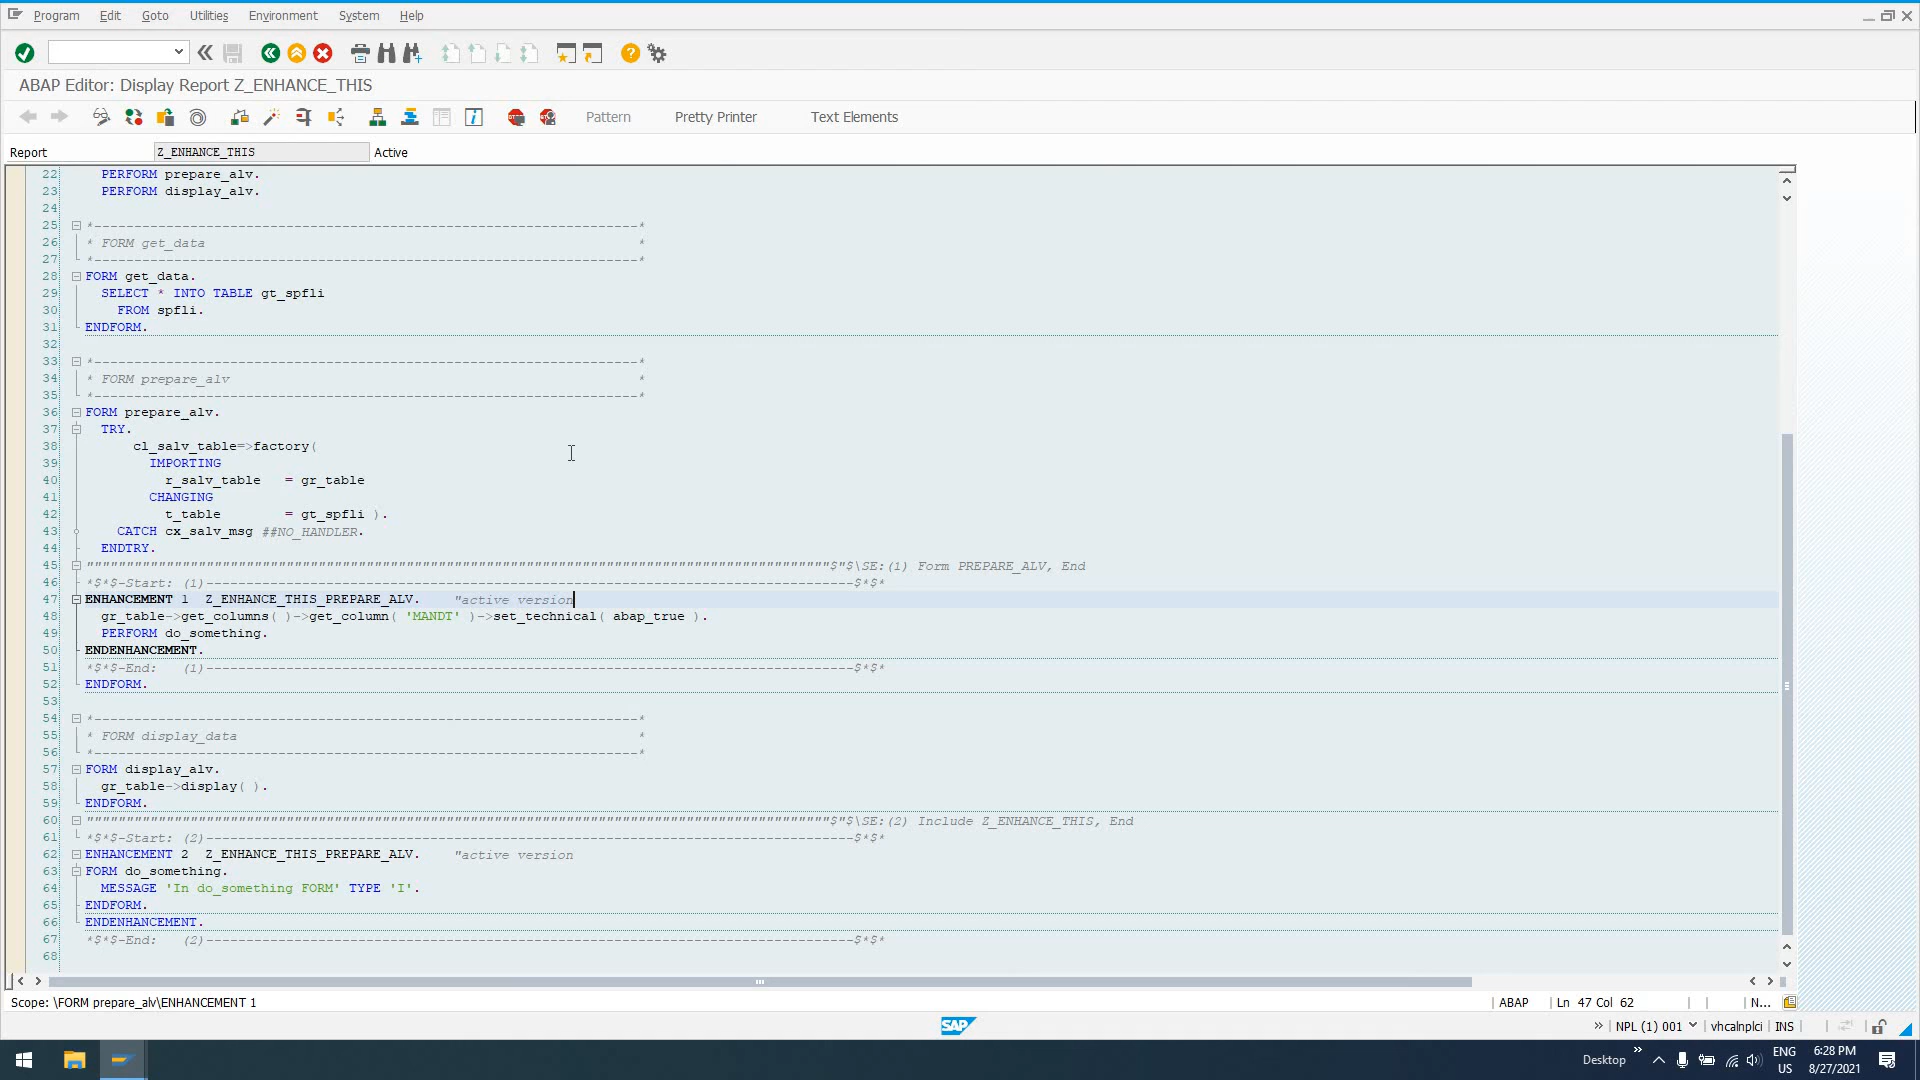 Program Edit Goto Utilities Environment System Help
ABAP Editor: Display Report Z_ENHANCE_THIS
Pattern Pretty Printer Text Elements
Report Z_ENHANCE_THIS Active
22 PERFORM prepare_alv.
23 PERFORM display_alv.
24
25 *---------------------------------------------------------------------*
26 * FORM get_data *
27 *---------------------------------------------------------------------*
28 FORM get_data.
29 SELECT * INTO TABLE gt_spfli
30 FROM spfli.
31 ENDFORM.
32
33 *---------------------------------------------------------------------*
34 * FORM prepare_alv *
35 *---------------------------------------------------------------------*
36 FORM prepare_alv.
37 TRY.
38 cl_salv_table=>factory(
39 IMPORTING
40 r_salv_table = gr_table
41 CHANGING
42 t_table = gt_spfli ).
43 CATCH cx_salv_msg ##NO_HANDLER.
44 ENDTRY.
45 """""""""""""""""""""""""""""""""""""""""""""""""""""""""""""""""""""""""""""""""""""""""""""$"$\SE:(1) Form PREPARE_ALV, End
46 *$*$-Start: (1)---------------------------------------------------------------------------------$*$*
47 ENHANCEMENT 1 Z_ENHANCE_THIS_PREPARE_ALV. "active version
48 gr_table->get_columns( )->get_column( 'MANDT' )->set_technical( abap_true ).
49 PERFORM do_something.
50 ENDENHANCEMENT.
51 *$*$-End: (1)---------------------------------------------------------------------------------$*$*
52 ENDFORM.
53
54 *---------------------------------------------------------------------*
55 * FORM display_data *
56 *---------------------------------------------------------------------*
57 FORM display_alv.
58 gr_table->display( ).
59 ENDFORM.
60 """""""""""""""""""""""""""""""""""""""""""""""""""""""""""""""""""""""""""""""""""""""""""""$"$\SE:(2) Include Z_ENHANCE_THIS, End
61 *$*$-Start: (2)---------------------------------------------------------------------------------$*$*
62 ENHANCEMENT 2 Z_ENHANCE_THIS_PREPARE_ALV. "active version
63 FORM do_something.
64 MESSAGE 'In do_something FORM' TYPE 'I'.
65 ENDFORM.
66 ENDENHANCEMENT.
67 *$*$-End: (2)---------------------------------------------------------------------------------$*$*
68
Scope: \FORM prepare_alv\ENHANCEMENT 1 ABAP Ln 47 Col 62 N...
SAP » NPL (1) 001 vhcalnplci INS
Desktop » ENG 6:28 PM
US 8/27/2021